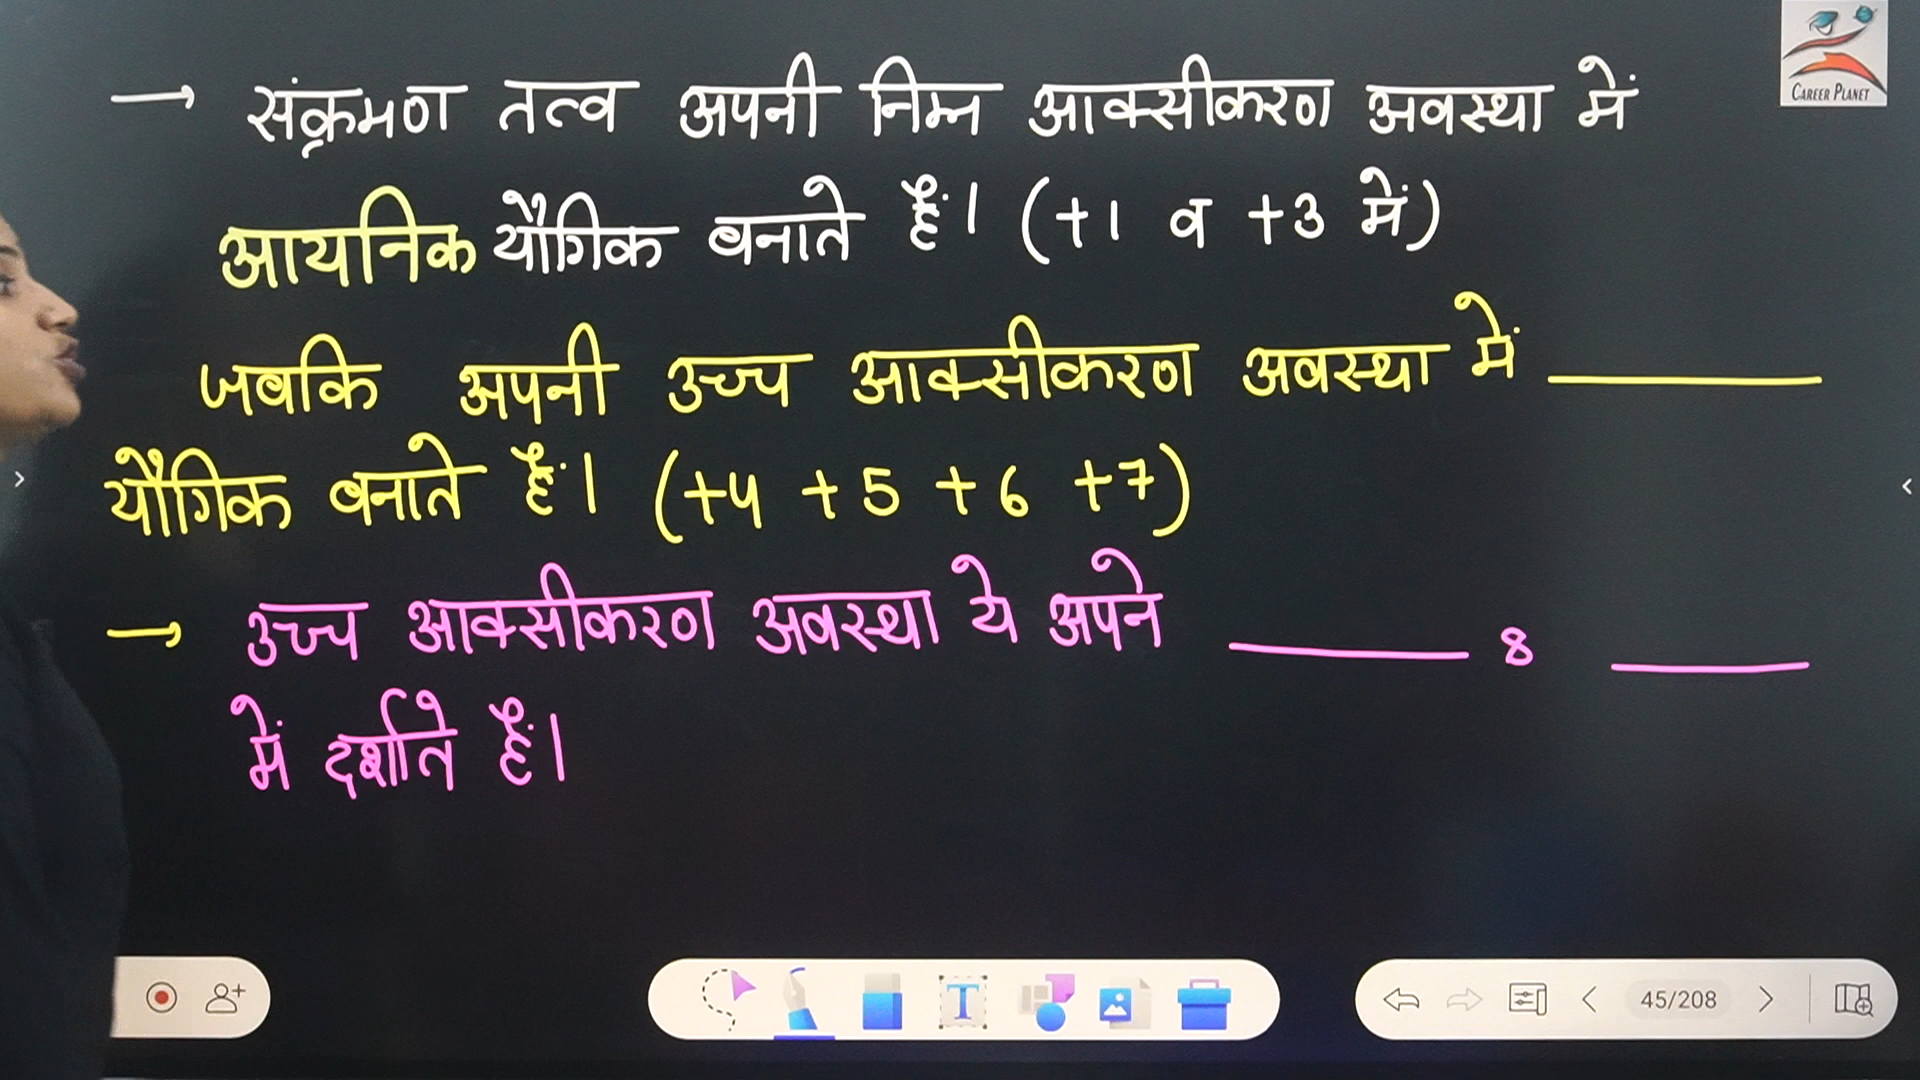 → संक्रमण तत्व अपनी निम्न आक्सीकरण अवस्था में
आयनिक यौगिक बनाते हैं। (+1 व +3 में)
जबकि अपनी उच्च आक्सीकरण अवस्था में ______
यौगिक बनाते हैं। (+4 +5 +6 +7)
→ उच्च आक्सीकरण अवस्था ये अपने ______ 8 ______
में दर्शाते हैं।
CAREER PLANET
45/208